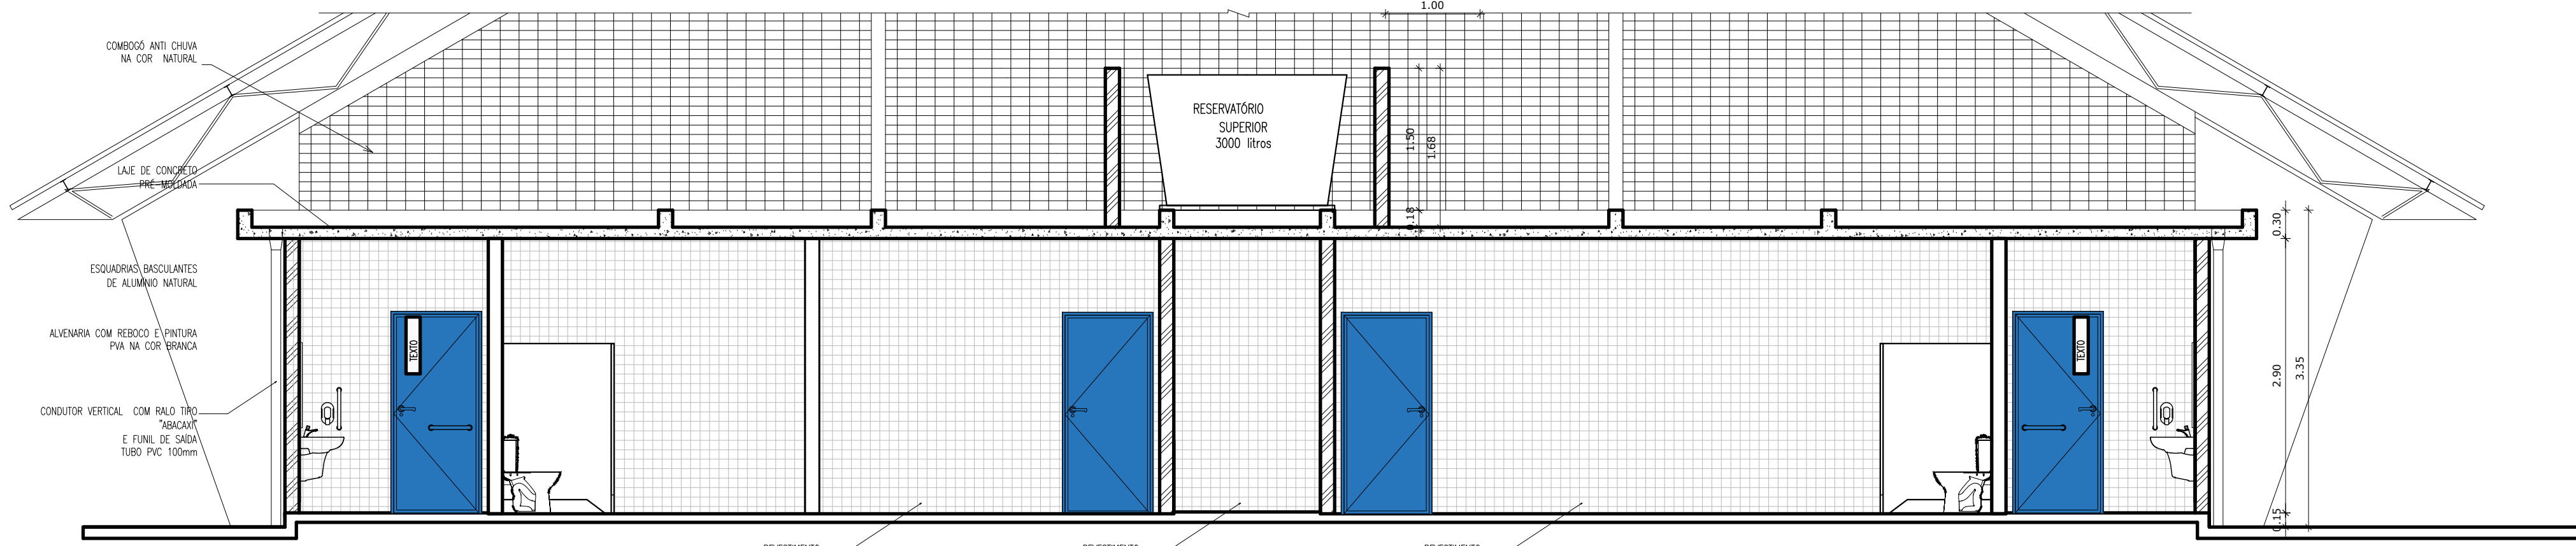 1.00
COMBOGÓ ANTI CHUVA
NA COR NATURAL
RESERVATÓRIO
SUPERIOR
3000 litros
1.50
1.68
LAJE DE CONCRETO
PRÉ-MOLDADA
0.18
0.30
ESQUADRIAS BASCULANTES
DE ALUMÍNIO NATURAL
ALVENARIA COM REBOCO E PINTURA
PVA NA COR BRANCA
TEXTO
TEXTO
2.90
3.35
CONDUTOR VERTICAL COM RALO TIPO
"ABACAXI"
E FUNIL DE SAÍDA
TUBO PVC 100mm
0.15
REVESTIMENTO
REVESTIMENTO
REVESTIMENTO